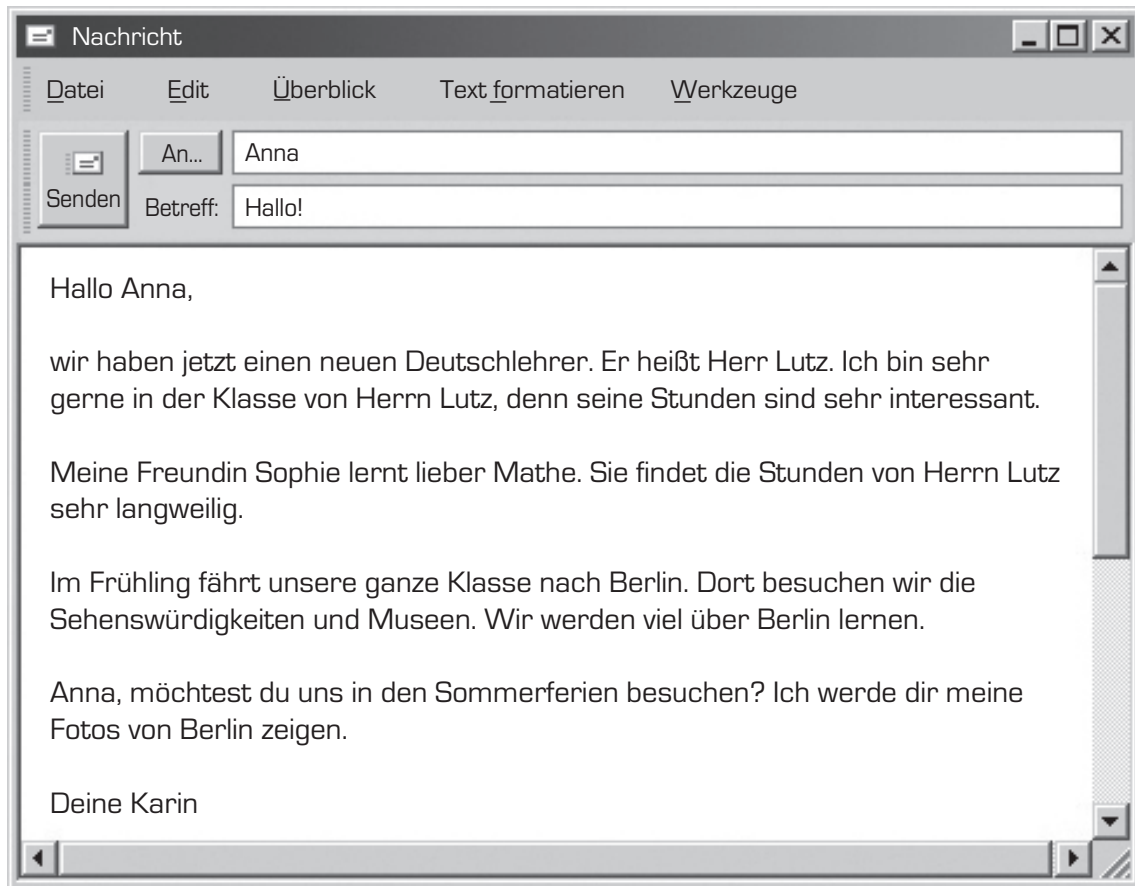 Nachricht
Datei Edit Überblick Text formatieren Werkzeuge
An... Anna
Senden
Betreff: Hallo!
Hallo Anna,
wir haben jetzt einen neuen Deutschlehrer. Er heißt Herr Lutz. Ich bin sehr
gerne in der Klasse von Herrn Lutz, denn seine Stunden sind sehr interessant.
Meine Freundin Sophie lernt lieber Mathe. Sie findet die Stunden von Herrn Lutz
sehr langweilig.
Im Frühling fährt unsere ganze Klasse nach Berlin. Dort besuchen wir die
Sehenswürdigkeiten und Museen. Wir werden viel über Berlin lernen.
Anna, möchtest du uns in den Sommerferien besuchen? Ich werde dir meine
Fotos von Berlin zeigen.
Deine Karin